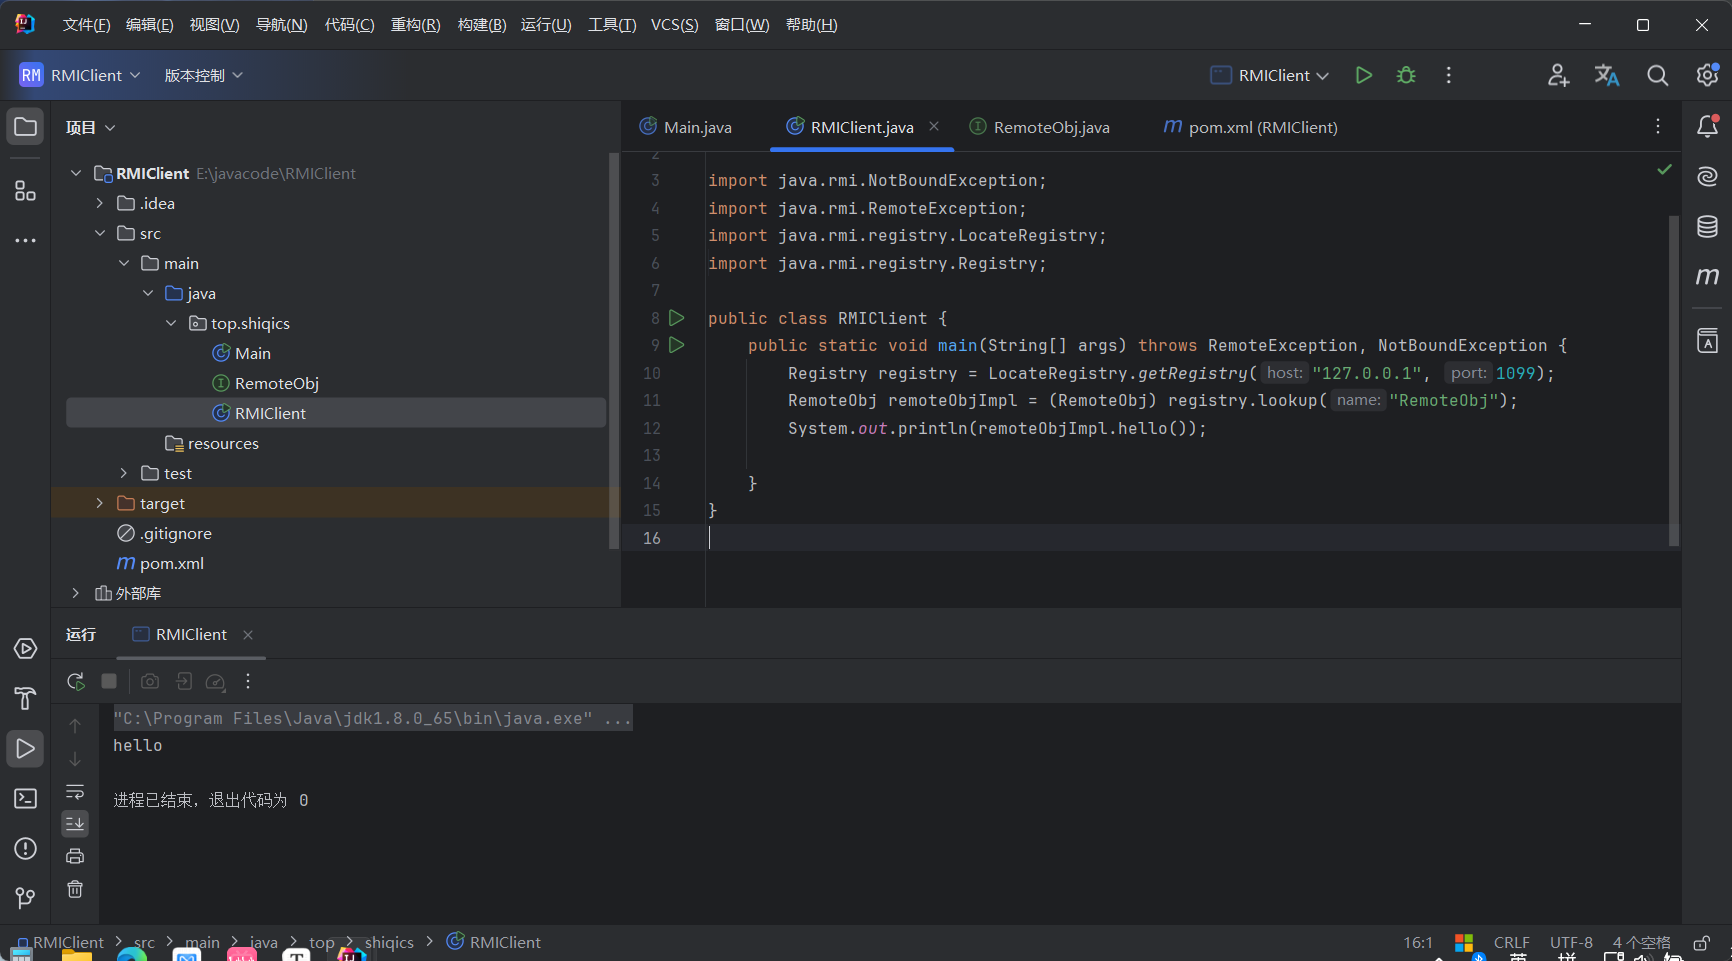 文件(F) 编辑(E) 视图(V) 导航(N) 代码(C) 重构(R) 构建(B) 运行(U) 工具(T) VCS(S) 窗口(W) 帮助(H)
RM RMIClient 版本控制 RMIClient
项目
RMIClient E:\javacode\RMIClient
.idea
src
main
java
top.shiqics
Main
RemoteObj
RMIClient
resources
test
target
.gitignore
pom.xml
外部库
Main.java RMIClient.java RemoteObj.java pom.xml (RMIClient)
2
3 import java.rmi.NotBoundException;
4 import java.rmi.RemoteException;
5 import java.rmi.registry.LocateRegistry;
6 import java.rmi.registry.Registry;
7
8 public class RMIClient {
9 public static void main(String[] args) throws RemoteException, NotBoundException {
10 Registry registry = LocateRegistry.getRegistry( host: "127.0.0.1", port: 1099);
11 RemoteObj remoteObjImpl = (RemoteObj) registry.lookup( name: "RemoteObj");
12 System.out.println(remoteObjImpl.hello());
13
14 }
15 }
16
运行 RMIClient
"C:\Program Files\Java\jdk1.8.0_65\bin\java.exe" ...
hello
进程已结束，退出代码为 0
RMIClient > src > main > java > top > shiqics > RMIClient
16:1 CRLF UTF-8 4 个空格